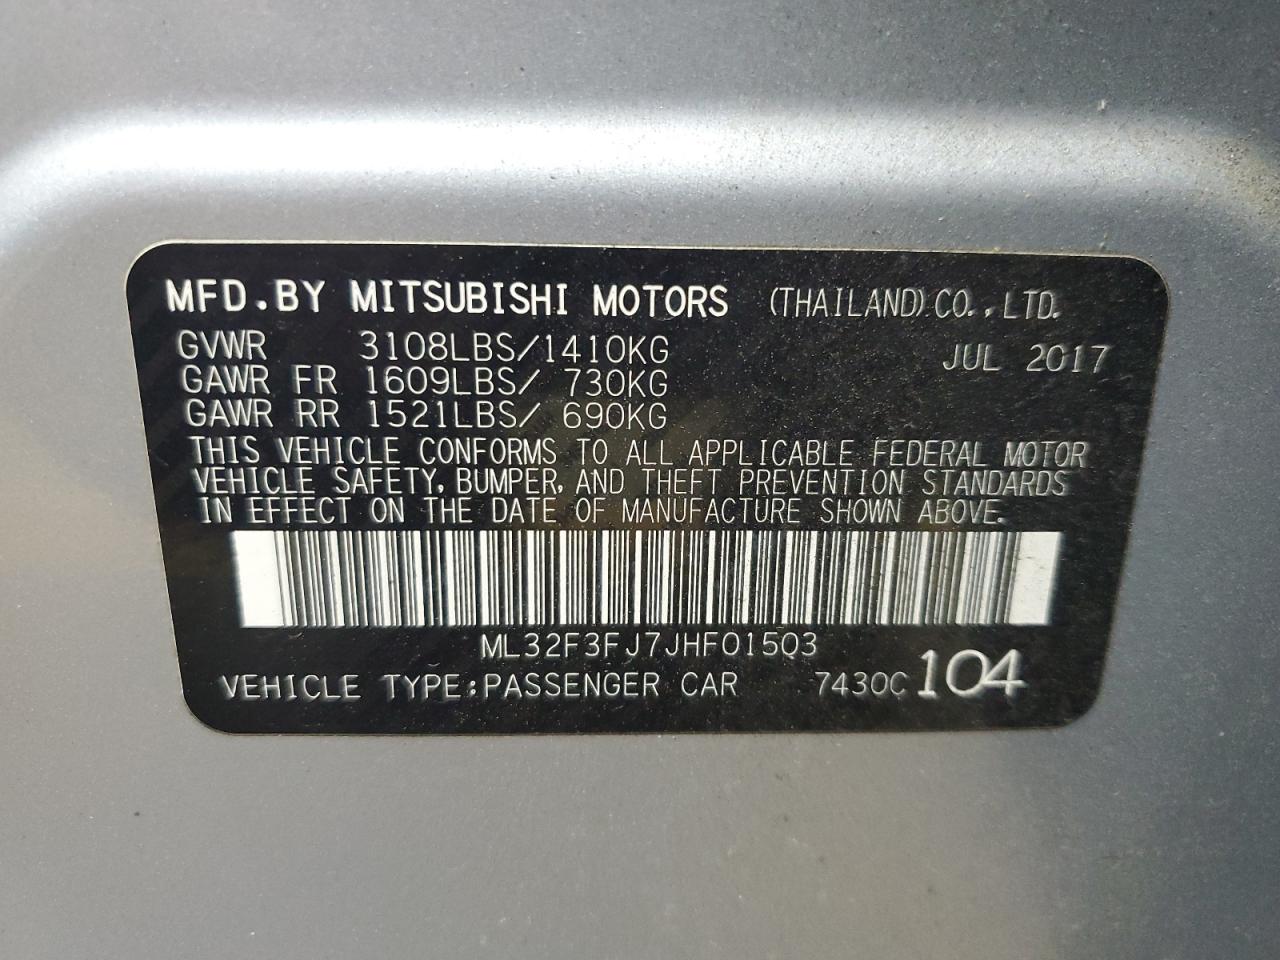 MFD.BY MITSUBISHI MOTORS (THAILAND)CO.,LTD.
GVWR 3108LBS/1410KG JUL 2017
GAWR FR 1609LBS/ 730KG
GAWR RR 1521LBS/ 690KG
THIS VEHICLE CONFORMS TO ALL APPLICABLE FEDERAL MOTOR
VEHICLE SAFETY, BUMPER, AND THEFT PREVENTION STANDARDS
IN EFFECT ON THE DATE OF MANUFACTURE SHOWN ABOVE.
ML32F3FJ7JHF01503
VEHICLE TYPE:PASSENGER CAR 7430C 104